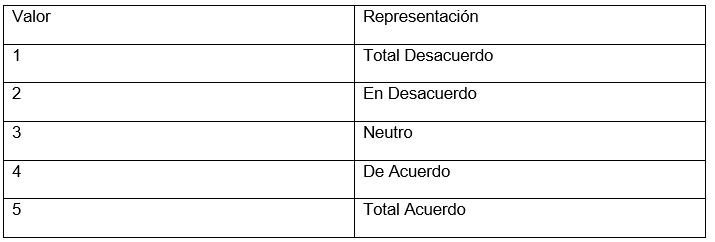 Valor Representación
1 Total Desacuerdo
2 En Desacuerdo
3 Neutro
4 De Acuerdo
5 Total Acuerdo